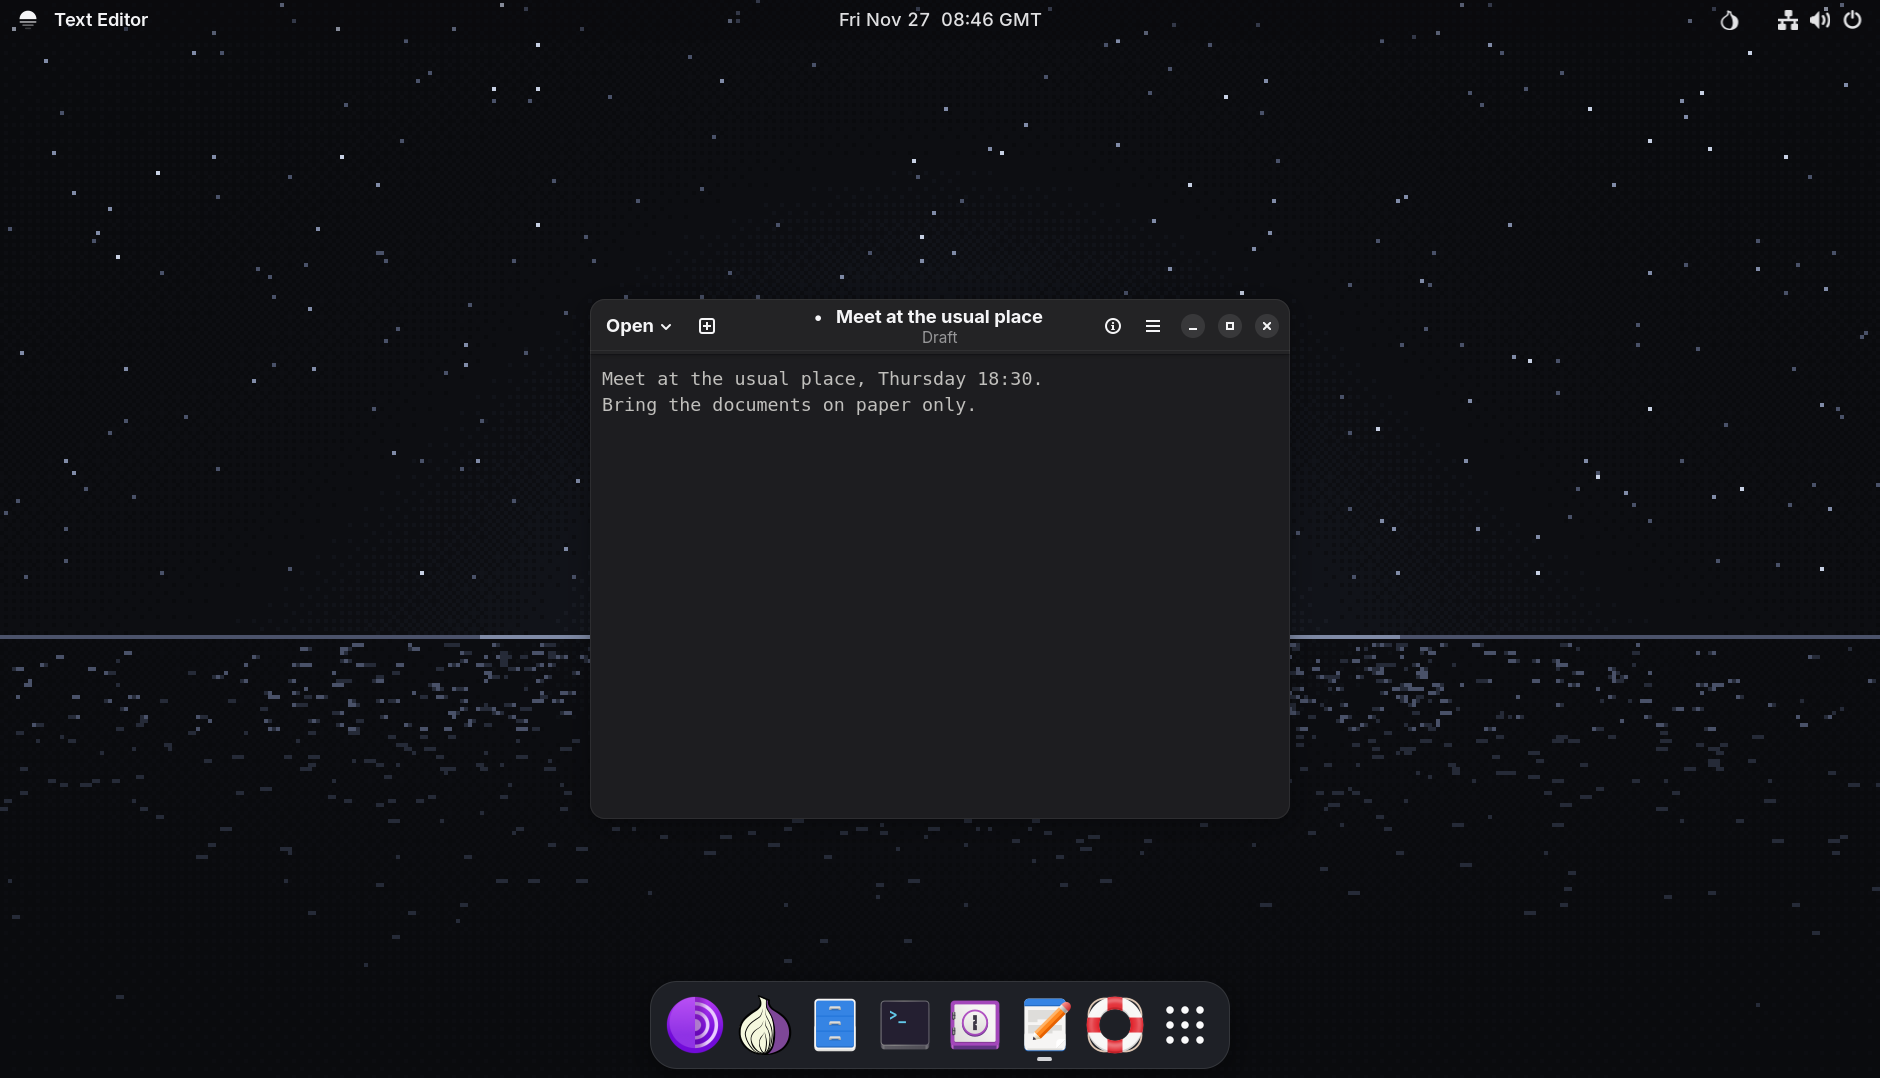 Text Editor
Fri Nov 27 08:46 GMT
Open
• Meet at the usual place
Draft
Meet at the usual place, Thursday 18:30.
Bring the documents on paper only.
>_